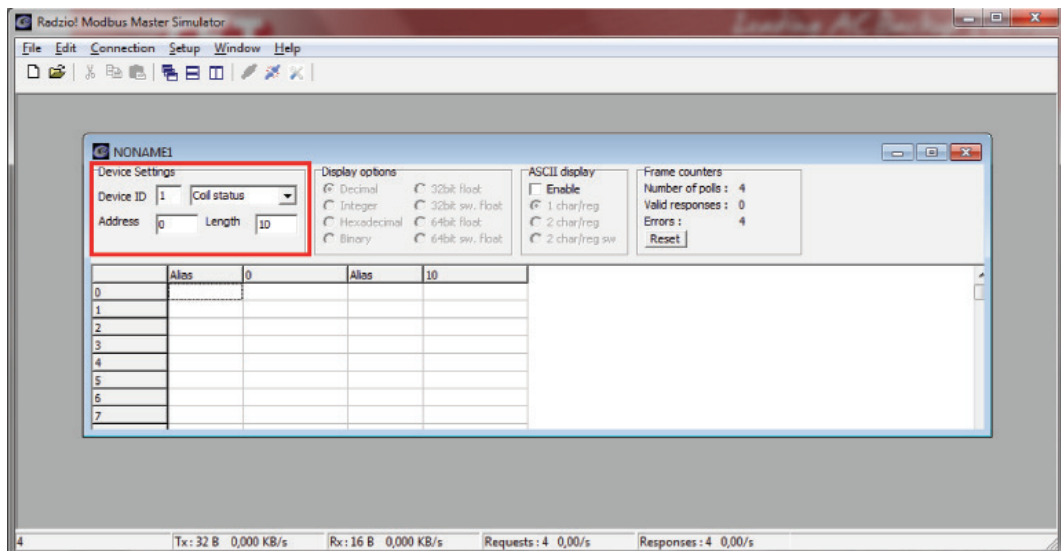 Radzio! Modbus Master Simulator
File Edit Connection Setup Window Help
NONAME1
Device Settings
Device ID 1 Coil status
Address 0 Length 10
Display options
Decimal 32bit float
Integer 32bit sw. float
Hexadecimal 64bit float
Binary 64bit sw. float
ASCII display
Enable
1 char/reg
2 char/reg
2 char/reg sw
Frame counters
Number of polls : 4
Valid responses : 0
Errors : 4
Reset
Alias 0 Alias 10
0
1
2
3
4
5
6
7
4 Tx : 32 B 0,000 KB/s Rx : 16 B 0,000 KB/s Requests : 4 0,00/s Responses : 4 0,00/s